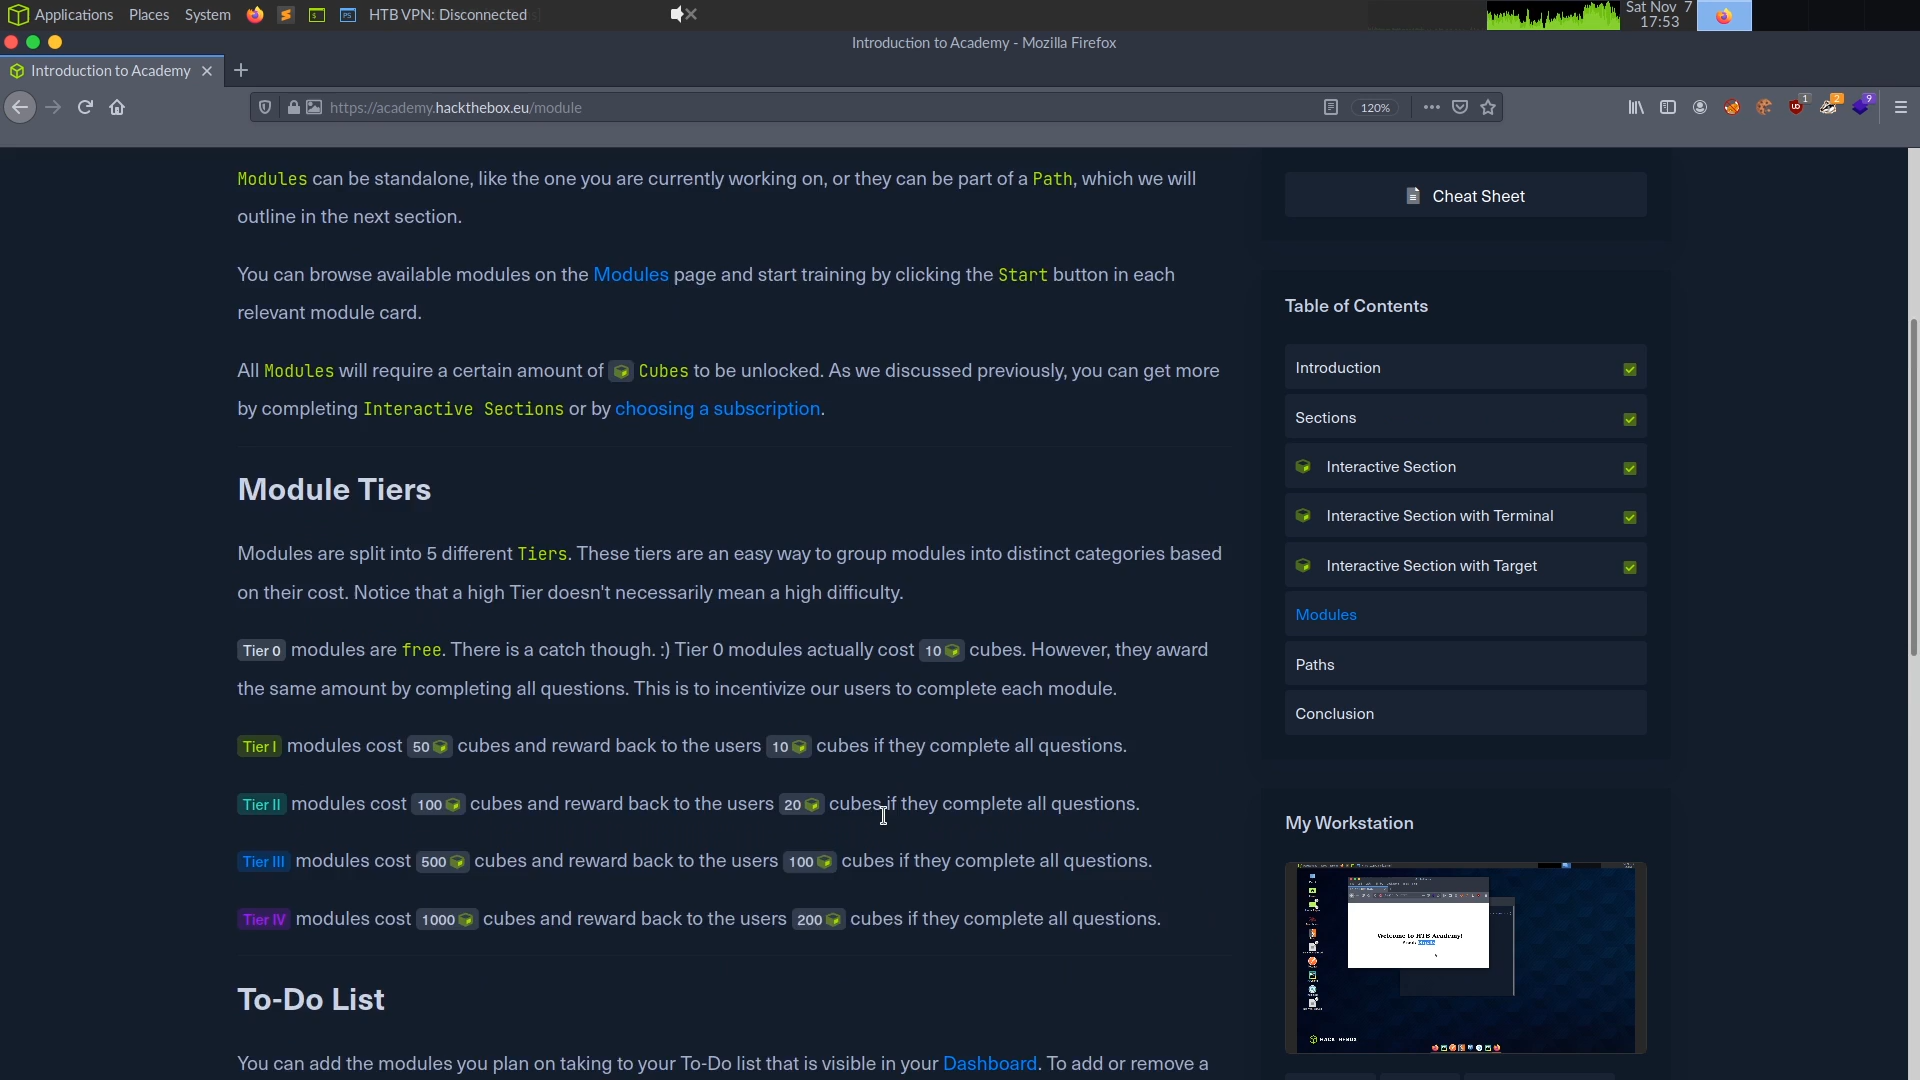 Applications Places System HTB VPN: Disconnected
Sat Nov 7
17:53
Introduction to Academy - Mozilla Firefox
Introduction to Academy
https://academy.hackthebox.eu/module
120%
1
2
9
Modules can be standalone, like the one you are currently working on, or they can be part of a Path, which we will
outline in the next section.
You can browse available modules on the Modules page and start training by clicking the Start button in each
relevant module card.
All Modules will require a certain amount of Cubes to be unlocked. As we discussed previously, you can get more
by completing Interactive Sections or by choosing a subscription.
Module Tiers
Modules are split into 5 different Tiers. These tiers are an easy way to group modules into distinct categories based
on their cost. Notice that a high Tier doesn't necessarily mean a high difficulty.
Tier 0 modules are free. There is a catch though. :) Tier 0 modules actually cost 10 cubes. However, they award
the same amount by completing all questions. This is to incentivize our users to complete each module.
Tier I modules cost 50 cubes and reward back to the users 10 cubes if they complete all questions.
Tier II modules cost 100 cubes and reward back to the users 20 cubes if they complete all questions.
Tier III modules cost 500 cubes and reward back to the users 100 cubes if they complete all questions.
Tier IV modules cost 1000 cubes and reward back to the users 200 cubes if they complete all questions.
To-Do List
You can add the modules you plan on taking to your To-Do list that is visible in your Dashboard. To add or remove a
Cheat Sheet
Table of Contents
Introduction
Sections
Interactive Section
Interactive Section with Terminal
Interactive Section with Target
Modules
Paths
Conclusion
My Workstation
Welcome to HTB Academy!